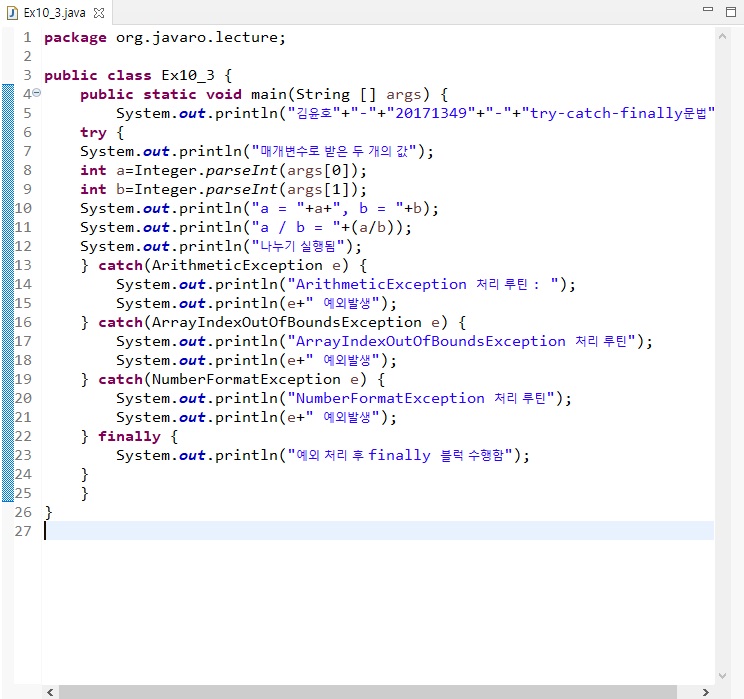 Ex10_3.java
1 package org.javaro.lecture;
2
3 public class Ex10_3 {
4 public static void main(String [] args) {
5 System.out.println("김윤호"+"-"+"20171349"+"-"+"try-catch-finally문법"
6 try {
7 System.out.println("매개변수로 받은 두 개의 값");
8 int a=Integer.parseInt(args[0]);
9 int b=Integer.parseInt(args[1]);
10 System.out.println("a = "+a+", b = "+b);
11 System.out.println("a / b = "+(a/b));
12 System.out.println("나누기 실행됨");
13 } catch(ArithmeticException e) {
14 System.out.println("ArithmeticException 처리 루틴 : ");
15 System.out.println(e+" 예외발생");
16 } catch(ArrayIndexOutOfBoundsException e) {
17 System.out.println("ArrayIndexOutOfBoundsException 처리 루틴");
18 System.out.println(e+" 예외발생");
19 } catch(NumberFormatException e) {
20 System.out.println("NumberFormatException 처리 루틴");
21 System.out.println(e+" 예외발생");
22 } finally {
23 System.out.println("예외 처리 후 finally 블럭 수행함");
24 }
25 }
26 }
27